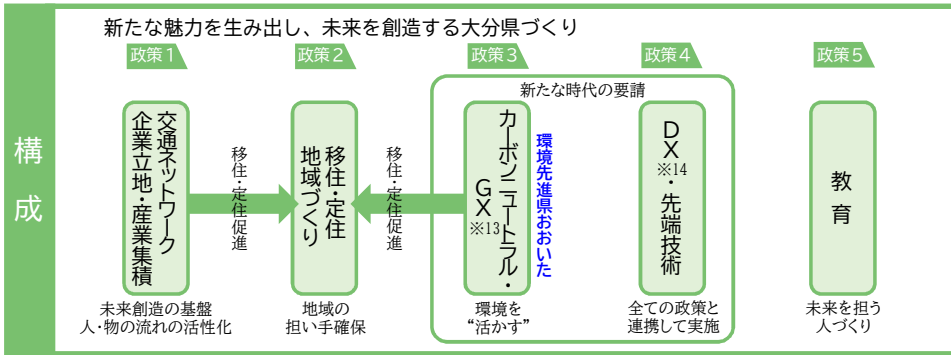 構成
新たな魅力を生み出し、未来を創造する大分県づくり
政策1
交通ネットワーク
企業立地・産業集積
未来創造の基盤
人・物の流れの活性化
移住・定住促進
政策2
移住・定住
地域づくり
地域の
担い手確保
移住・定住促進
新たな時代の要請
政策3
環境先進県おおいた
カーボンニュートラル・
GX※13
環境を
“活かす”
政策4
DX※14・先端技術
全ての政策と
連携して実施
政策5
教育
未来を担う
人づくり